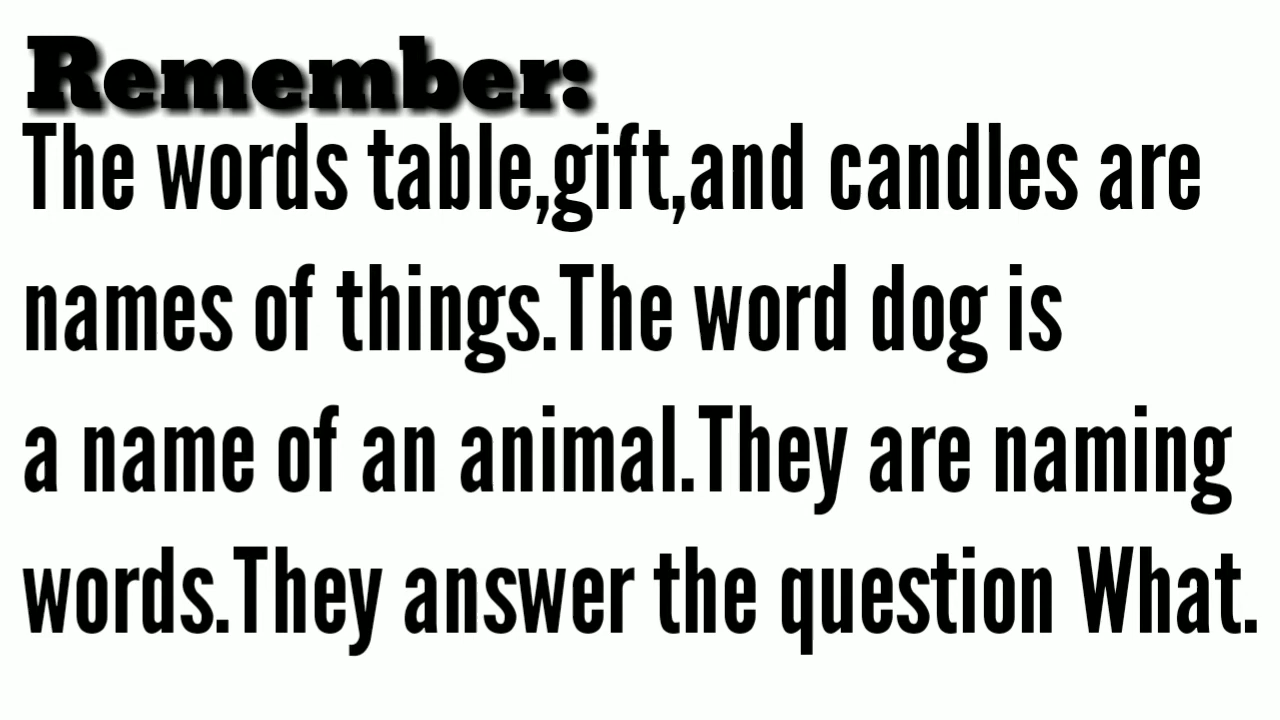 Remember:
The words table,gift,and candles are
names of things.The word dog is
a name of an animal.They are naming
words.They answer the question What.